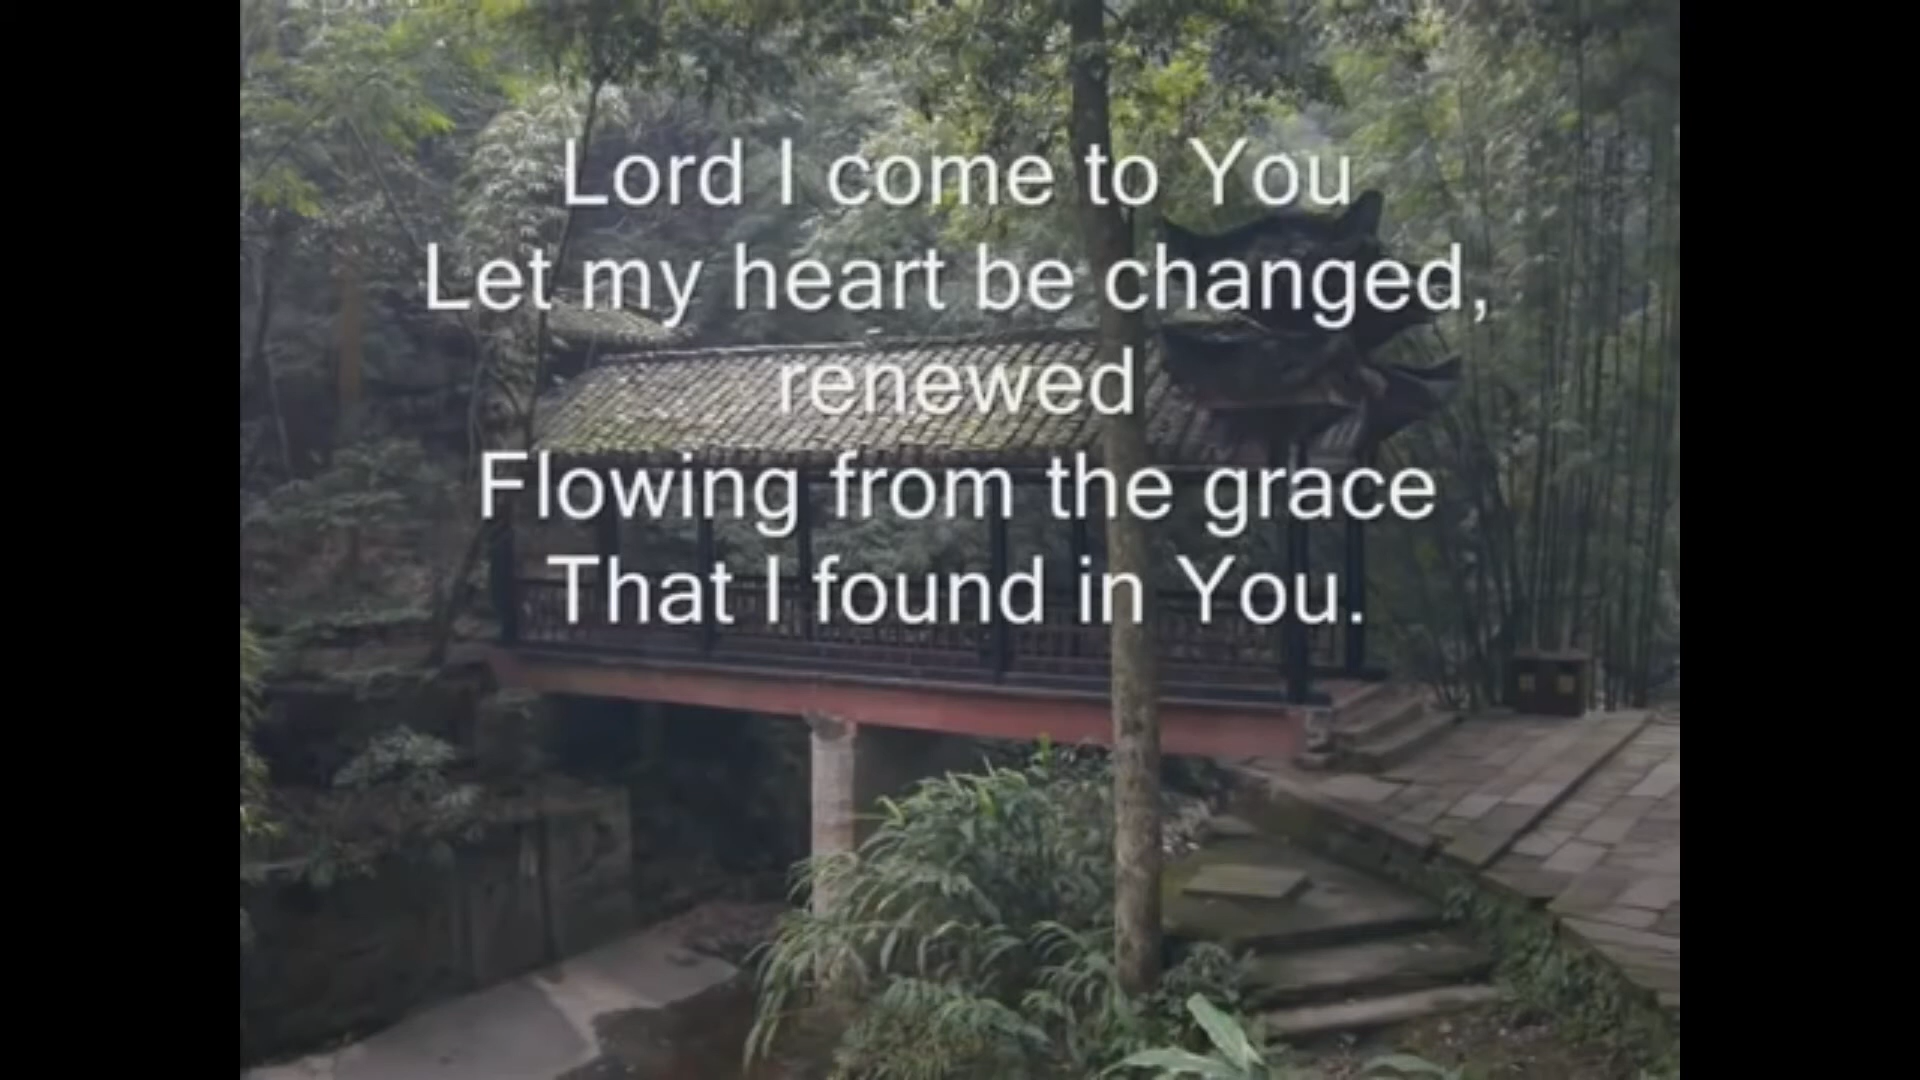 Lord I come to You
Let my heart be changed,
renewed
Flowing from the grace
That I found in You.